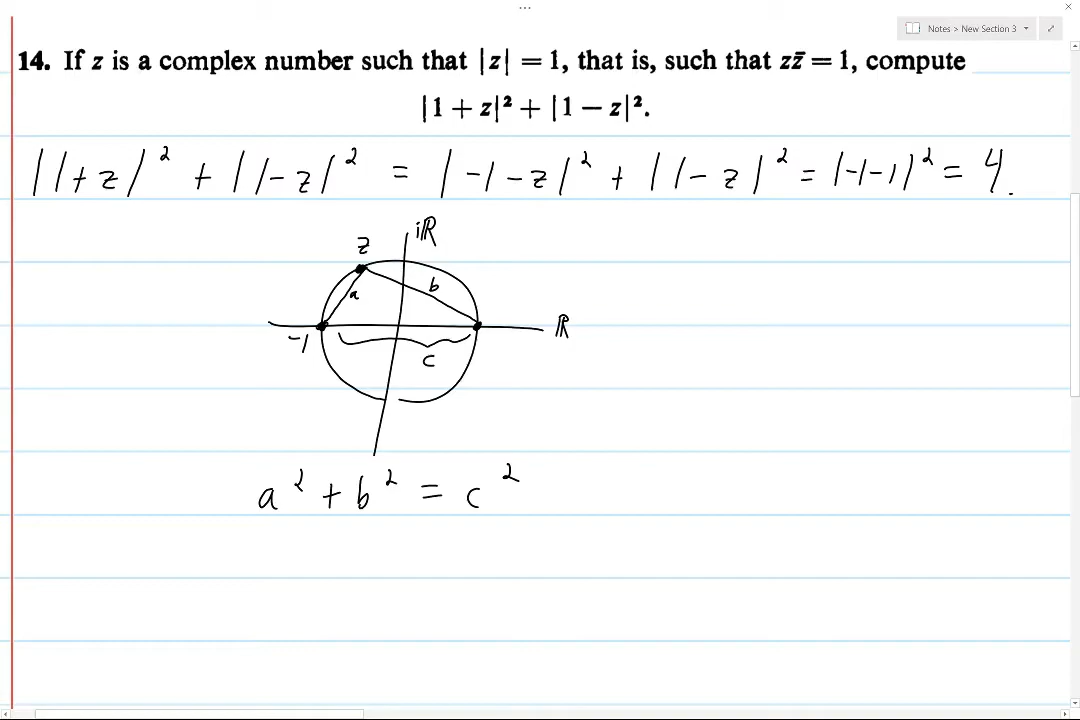 Notes > New Section 3
14. If z is a complex number such that |z| = 1, that is, such that zz̄ = 1, compute
|1 + z|² + |1 − z|².
|1+z|² + |1-z|² = |-1-z|² + |1-z|² = |-1-1|² = 4.
iR
z
a
b
R
-1
c
a² + b² = c²